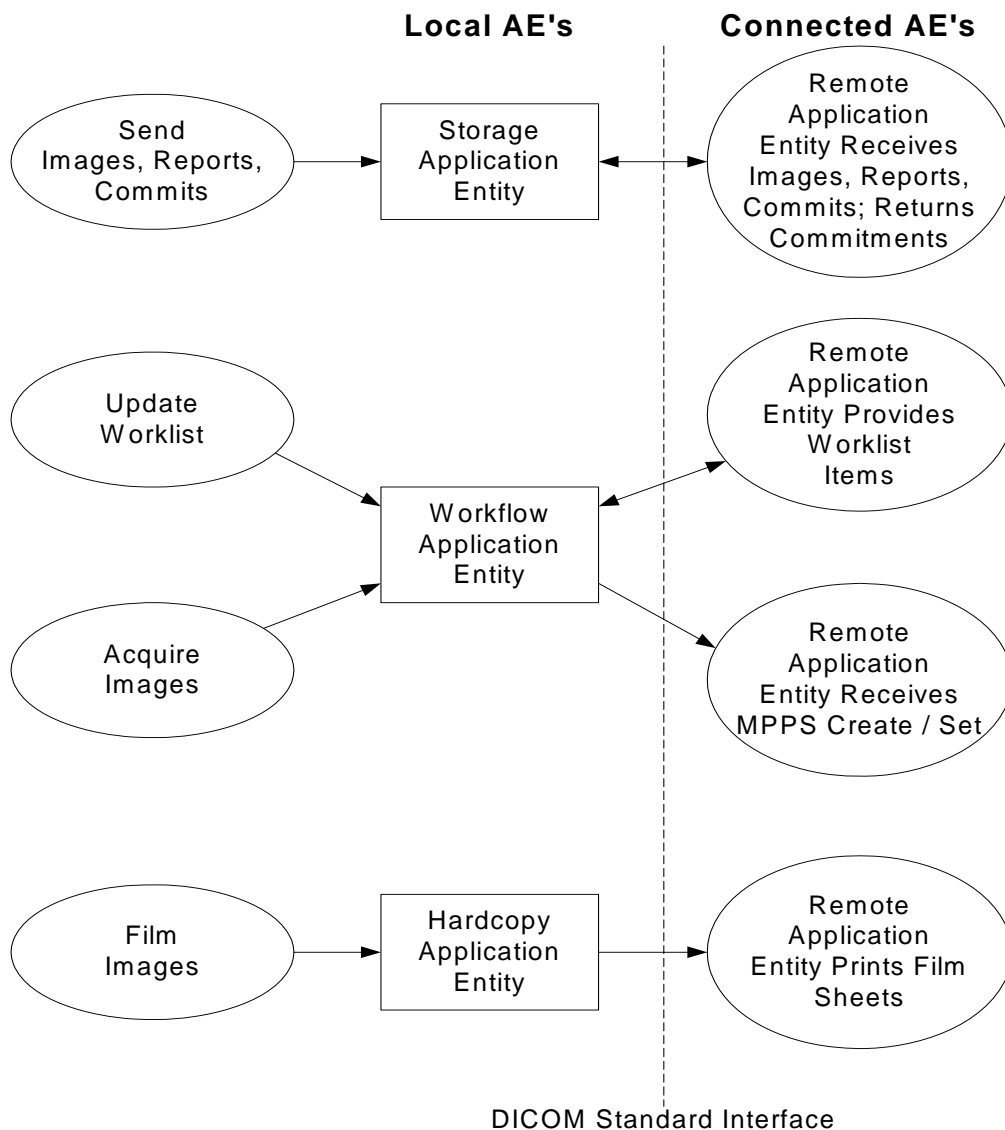 Local AE's
Connected AE's
Send
Images, Reports,
Commits
Storage
Application
Entity
Remote
Application
Entity Receives
Images, Reports,
Commits; Returns
Commitments
Update
Worklist
Remote
Application
Entity Provides
Worklist
Items
Workflow
Application
Entity
Acquire
Images
Remote
Application
Entity Receives
MPPS Create / Set
Film
Images
Hardcopy
Application
Entity
Remote
Application
Entity Prints Film
Sheets
DICOM Standard Interface